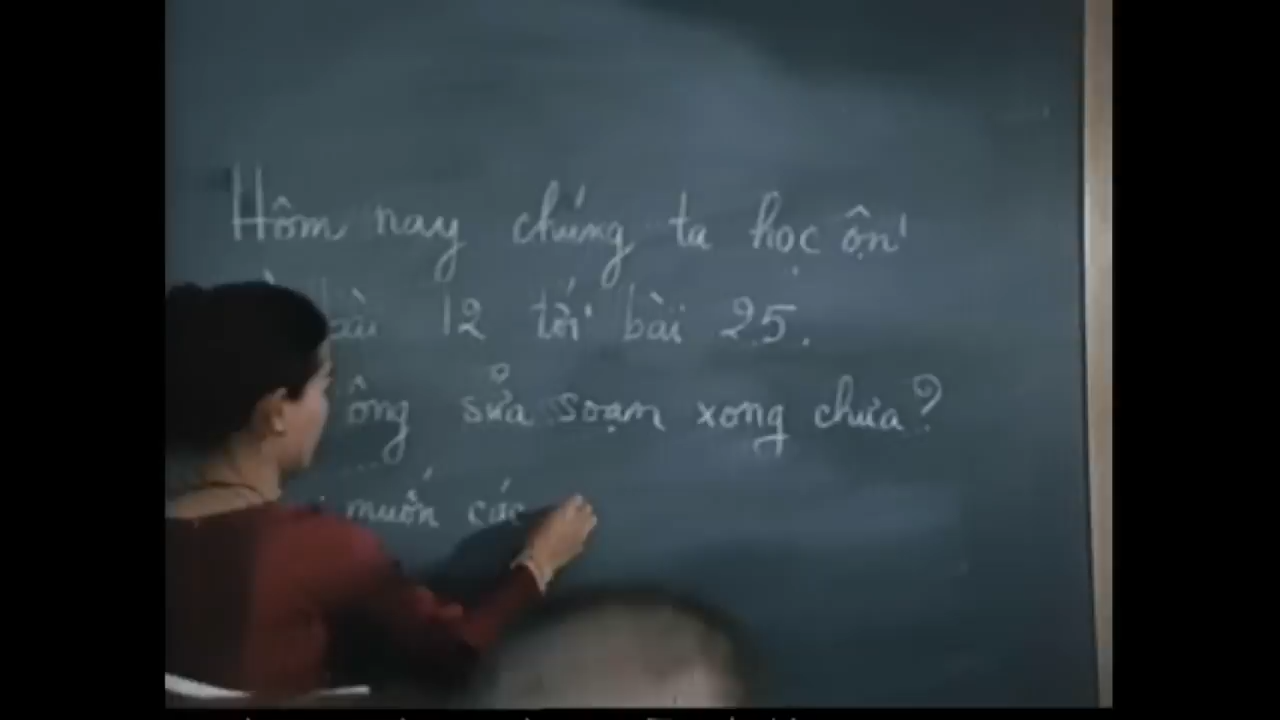 Hôm nay chúng ta học ôn
bài 12 tới bài 25.
ông sửa soạn xong chưa?
muốn các